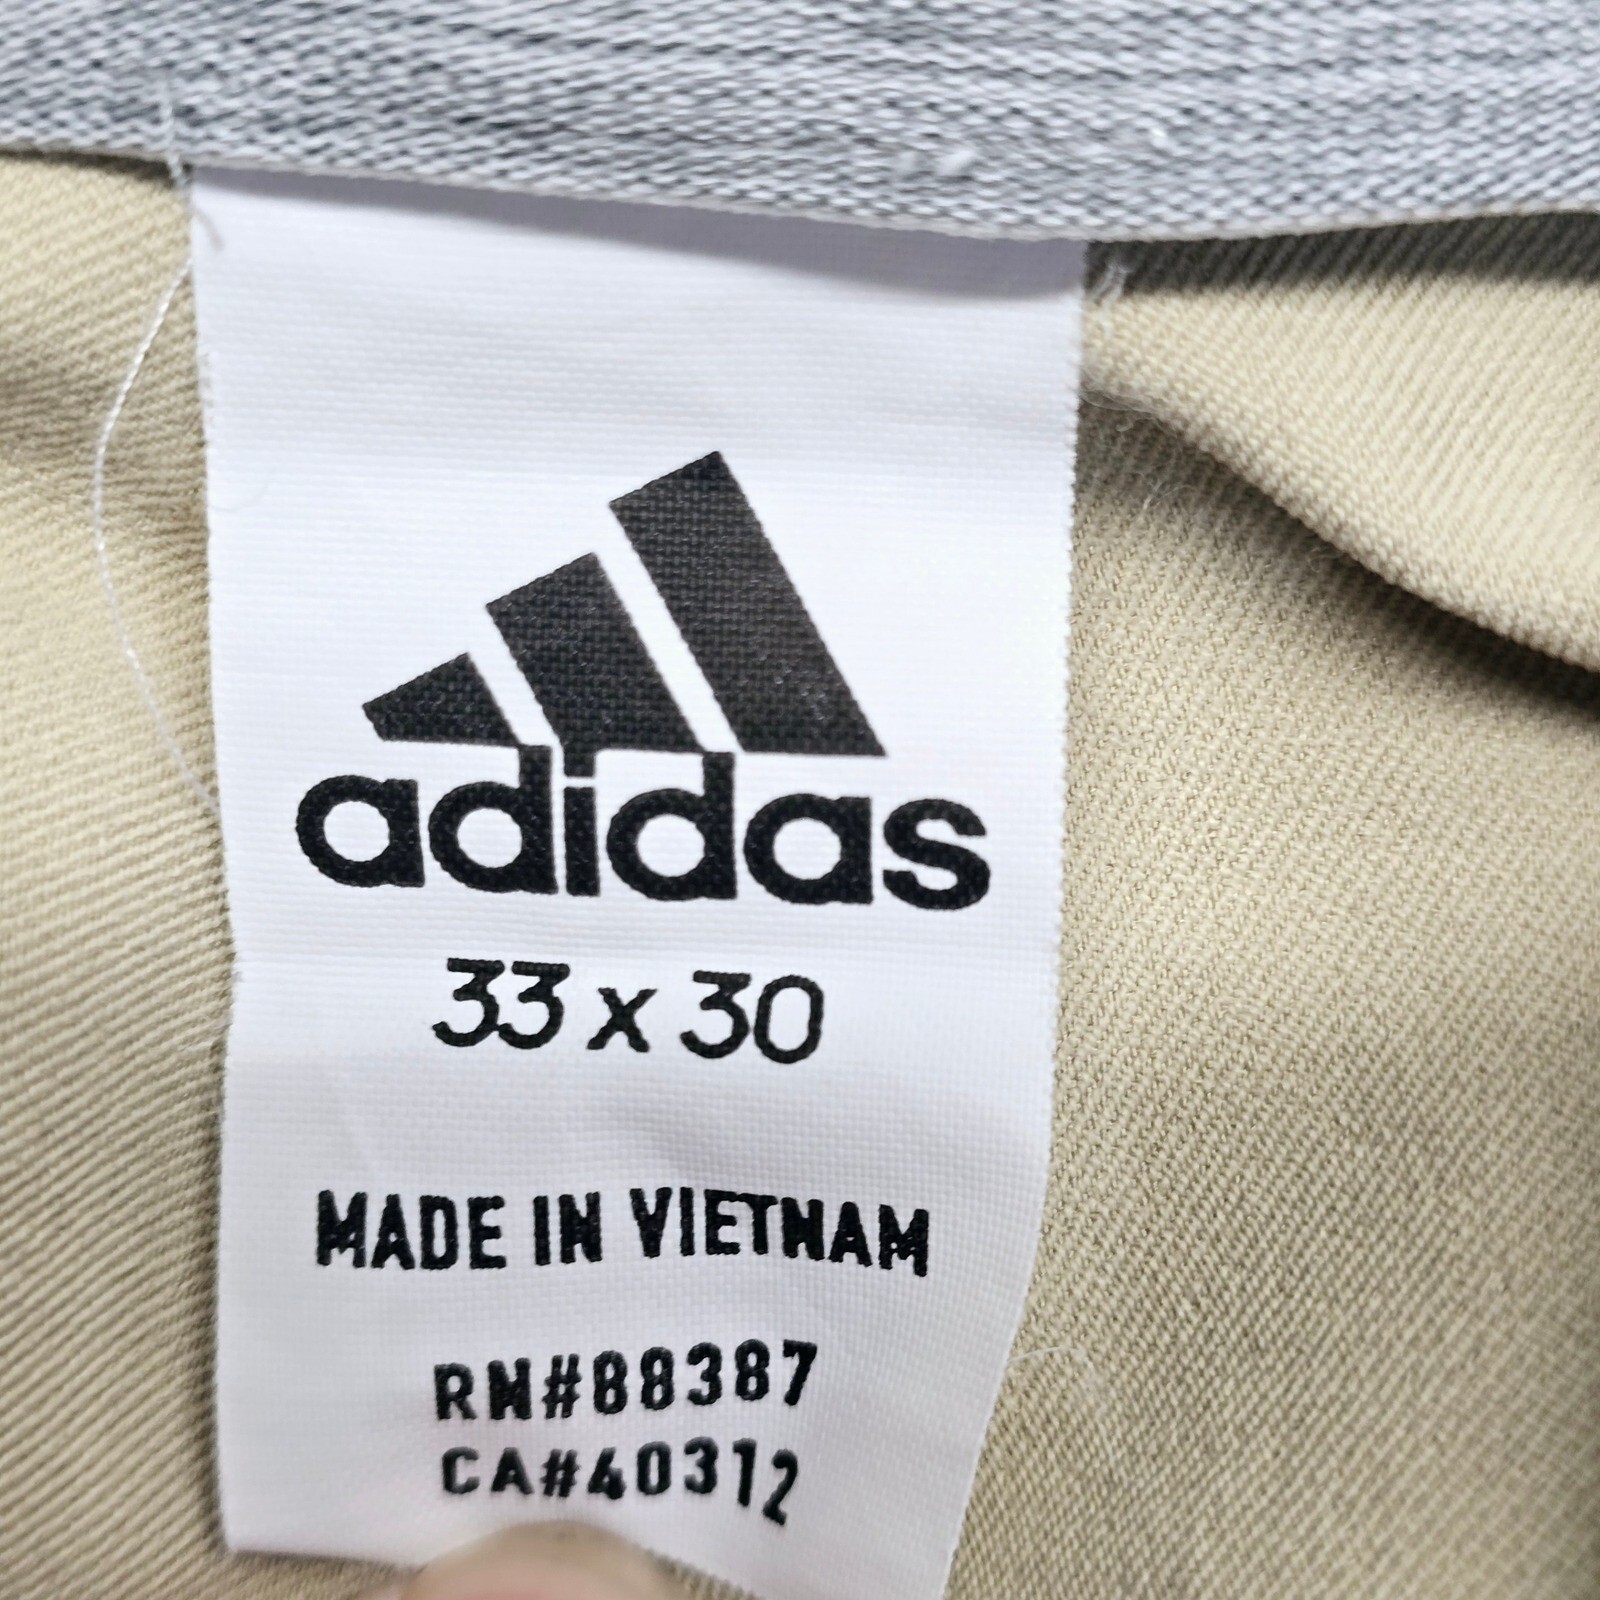 adidas
33 x 30
MADE IN VIETNAM
RN#88387
CA#40312